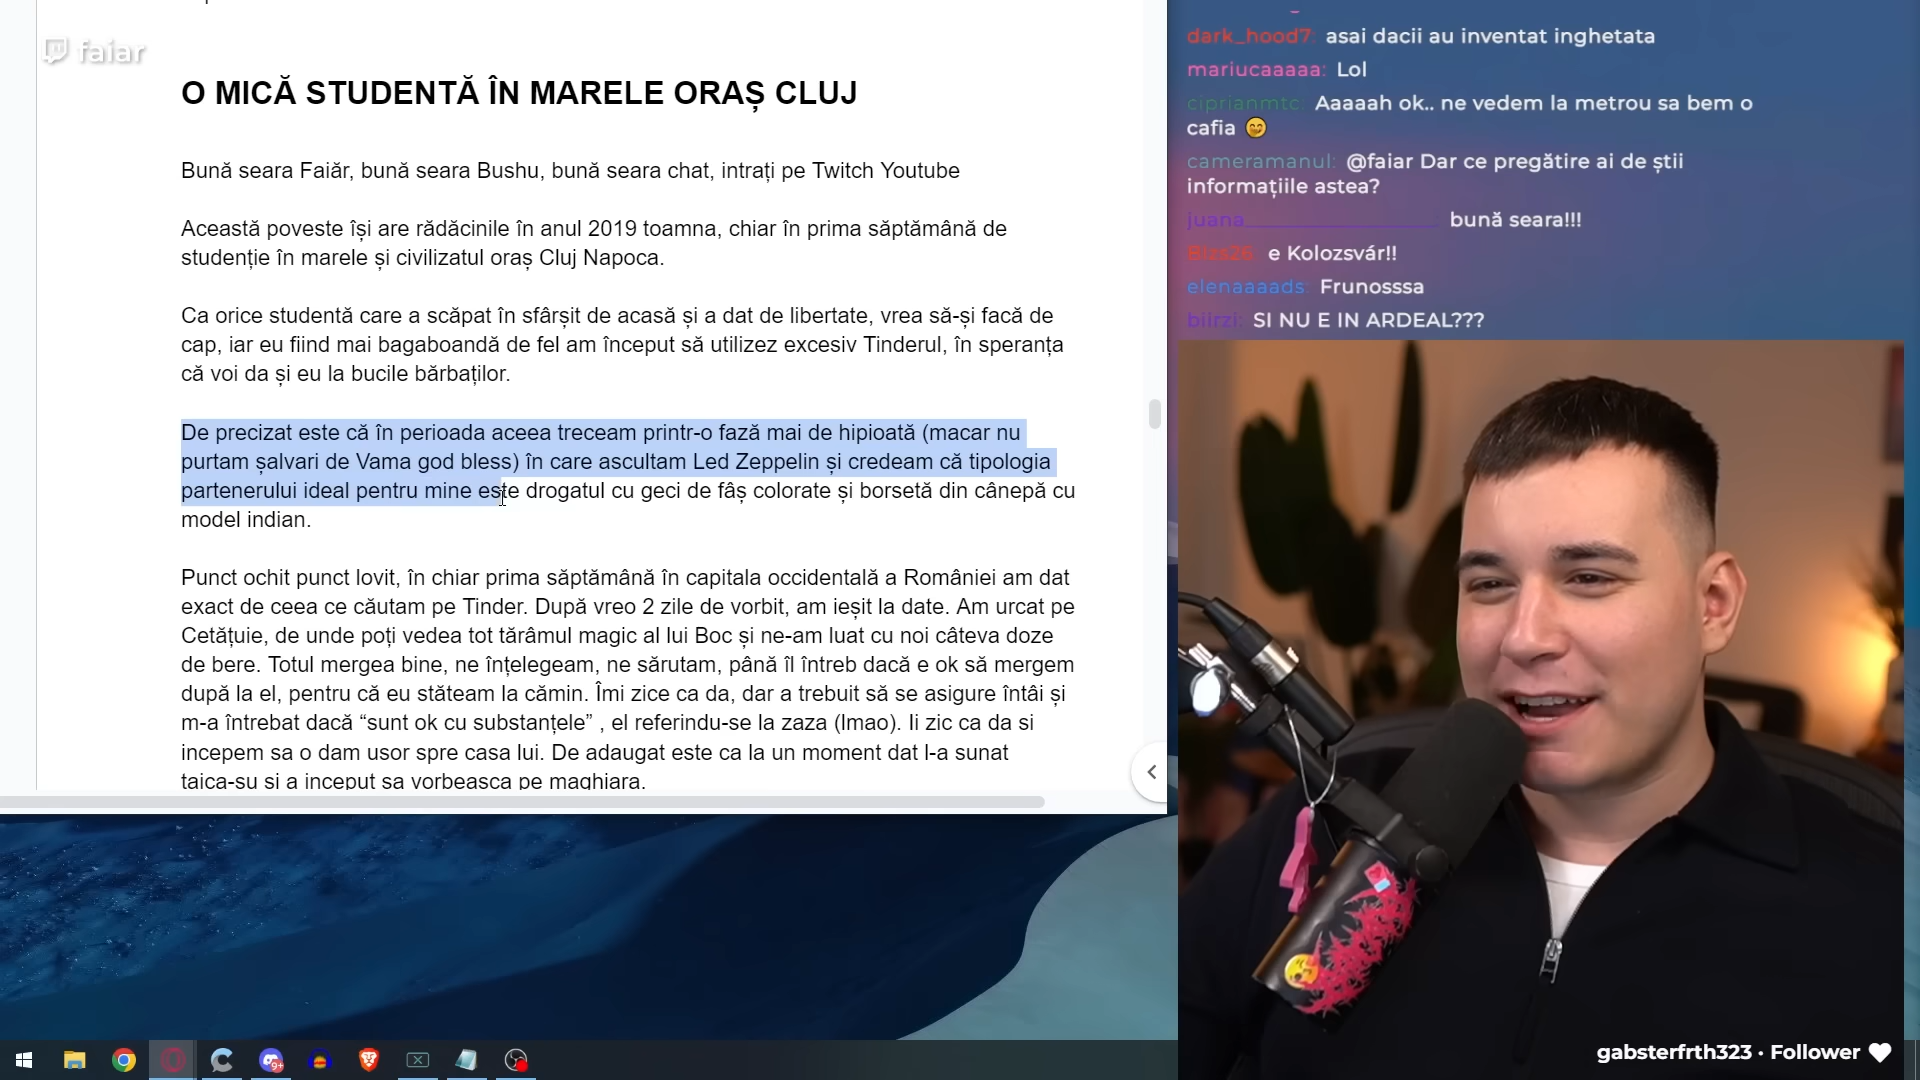 faiar
O MICĂ STUDENTĂ ÎN MARELE ORAȘ CLUJ
Bună seara Faiăr, bună seara Bushu, bună seara chat, intrați pe Twitch Youtube
Această poveste își are rădăcinile în anul 2019 toamna, chiar în prima săptămână de
studenție în marele și civilizatul oraș Cluj Napoca.
Ca orice studentă care a scăpat în sfârșit de acasă și a dat de libertate, vrea să-și facă de
cap, iar eu fiind mai bagaboandă de fel am început să utilizez excesiv Tinderul, în speranța
că voi da și eu la bucile bărbaților.
De precizat este că în perioada aceea treceam printr-o fază mai de hipioată (macar nu
purtam șalvari de Vama god bless) în care ascultam Led Zeppelin și credeam că tipologia
partenerului ideal pentru mine este drogatul cu geci de fâș colorate și borsetă din cânepă cu
model indian.
Punct ochit punct lovit, în chiar prima săptămână în capitala occidentală a României am dat
exact de ceea ce căutam pe Tinder. După vreo 2 zile de vorbit, am ieșit la date. Am urcat pe
Cetățuie, de unde poți vedea tot tărâmul magic al lui Boc și ne-am luat cu noi câteva doze
de bere. Totul mergea bine, ne înțelegeam, ne sărutam, până îl întreb dacă e ok să mergem
după la el, pentru că eu stăteam la cămin. Îmi zice ca da, dar a trebuit să se asigure întâi și
m-a întrebat dacă “sunt ok cu substanțele” , el referindu-se la zaza (lmao). Ii zic ca da si
incepem sa o dam usor spre casa lui. De adaugat este ca la un moment dat l-a sunat
taica-su si a inceput sa vorbeasca pe maghiara.
dark_hood7: asai dacii au inventat inghetata
mariucaaaaa: Lol
ciprianmtc: Aaaaah ok.. ne vedem la metrou sa bem o
cafia 🤭
cameramanul: @faiar Dar ce pregătire ai de știi
informațiile astea?
juana____________________: bună seara!!!
e Kolozsvár!!
elenaaaads: Frunosssa
biirzi: SI NU E IN ARDEAL???
9+
gabsterfrth323 · Follower